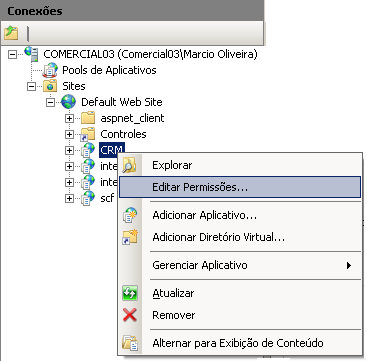 Conexões
COMERCIAL03 (Comercial03\Marcio Oliveira)
Pools de Aplicativos
Sites
Default Web Site
aspnet_client
Controles
CRM
Explorar
inte
Editar Permissões...
inte
scf
Adicionar Aplicativo...
Adicionar Diretório Virtual...
Gerenciar Aplicativo
Atualizar
Remover
Alternar para Exibição de Conteúdo